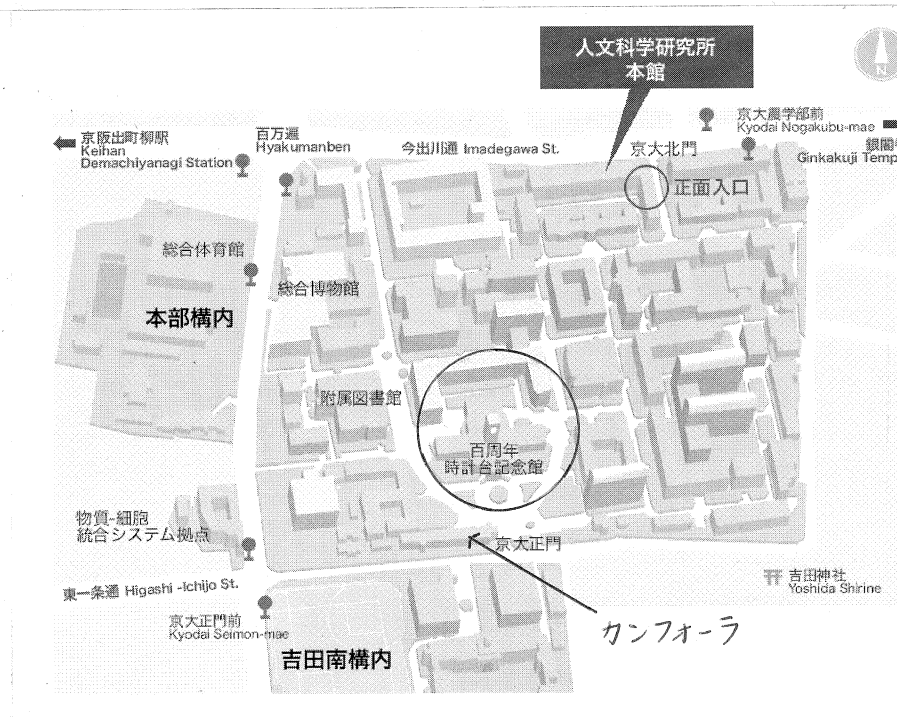 人文科学研究所
本館
N
京阪出町柳駅
Keihan
Demachiyanagi Station
百万遍
Hyakumanben
今出川通 Imadegawa St.
京大北門
京大農学部前
Kyodai Nogakubu-mae
銀閣寺
Ginkakuji Temp
正面入口
総合体育館
総合博物館
本部構内
附属図書館
百周年
時計台記念館
物質-細胞
統合システム拠点
京大正門
東一条通 Higashi -Ichijo St.
吉田神社
Yoshida Shirine
京大正門前
Kyodai Seimon-mae
カンフォーラ
吉田南構内